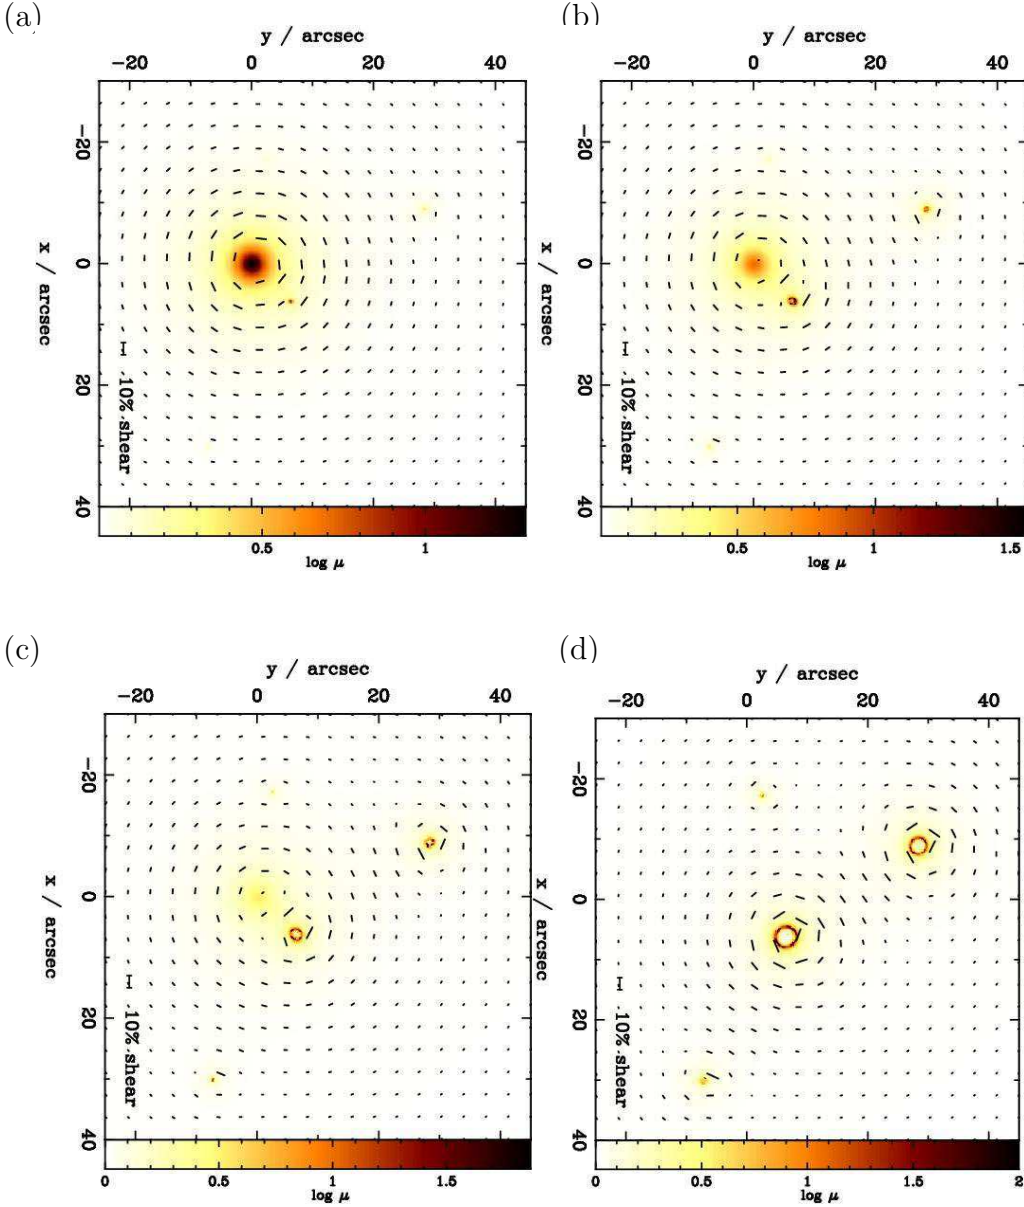 (a)
(b)
y / arcsec
y / arcsec
−20 0 20 40
−20 0 20 40
−20
0
20
40
x / arcsec
10% shear
−20
0
20
40
x / arcsec
10% shear
0.5 1
log μ
0.5 1 1.5
log μ
(c)
(d)
y / arcsec
y / arcsec
−20 0 20 40
−20 0 20 40
−20
0
20
40
x / arcsec
10% shear
−20
0
20
40
x / arcsec
10% shear
0 0.5 1 1.5
log μ
0 0.5 1 1.5 2
log μ